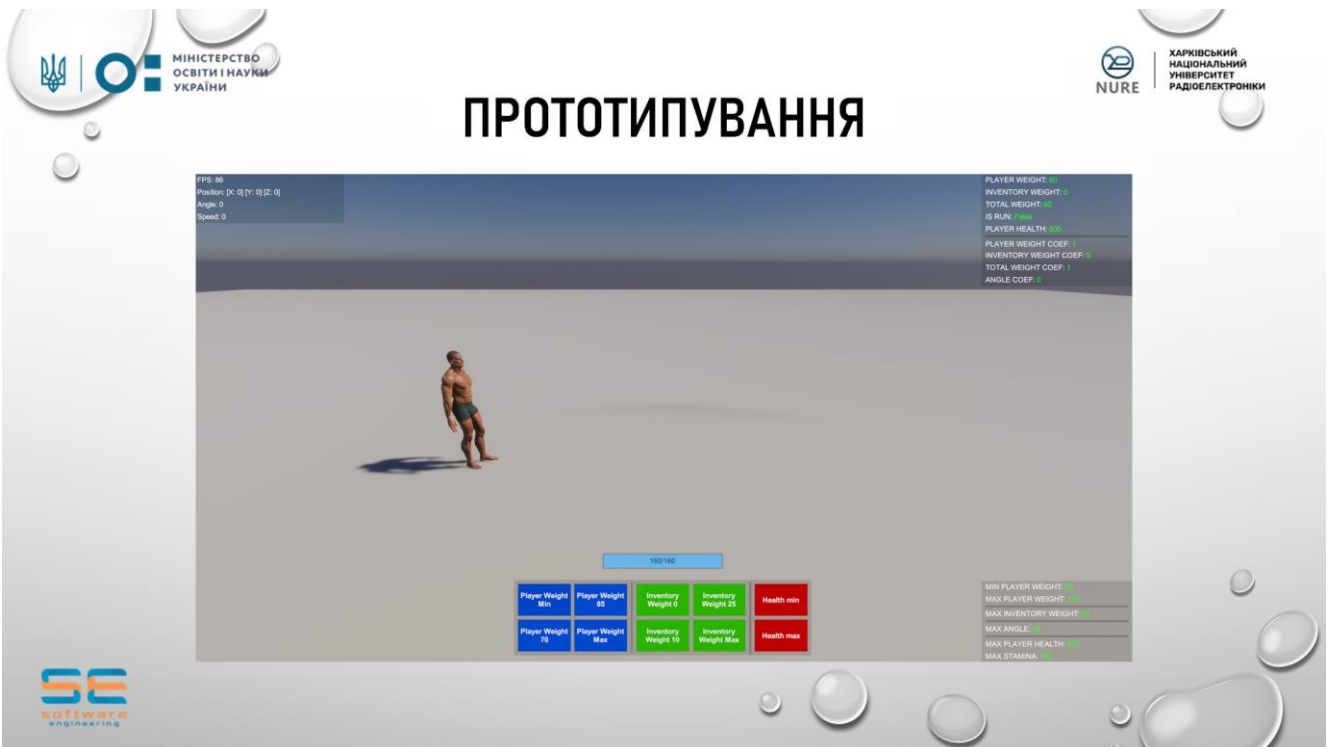 МІНІСТЕРСТВО
ОСВІТИ І НАУКИ
УКРАЇНИ
NURE
ХАРКІВСЬКИЙ
НАЦІОНАЛЬНИЙ
УНІВЕРСИТЕТ
РАДІОЕЛЕКТРОНІКИ
ПРОТОТИПУВАННЯ
FPS: 86
Position: [X: 0] [Y: 0] [Z: 0]
Angle: 0
Speed: 0
PLAYER WEIGHT: 60
INVENTORY WEIGHT: 0
TOTAL WEIGHT: 60
IS RUN: False
PLAYER HEALTH: 600
PLAYER WEIGHT COEF: 1
INVENTORY WEIGHT COEF: 0
TOTAL WEIGHT COEF: 1
ANGLE COEF: 0
160/160
Player Weight
Min
Player Weight
85
Inventory
Weight 0
Inventory
Weight 25
Health min
Player Weight
70
Player Weight
Max
Inventory
Weight 10
Inventory
Weight Max
Health max
MIN PLAYER WEIGHT:
MAX PLAYER WEIGHT:
MAX INVENTORY WEIGHT:
MAX ANGLE:
MAX PLAYER HEALTH:
MAX STAMINA:
SE
software
engineering